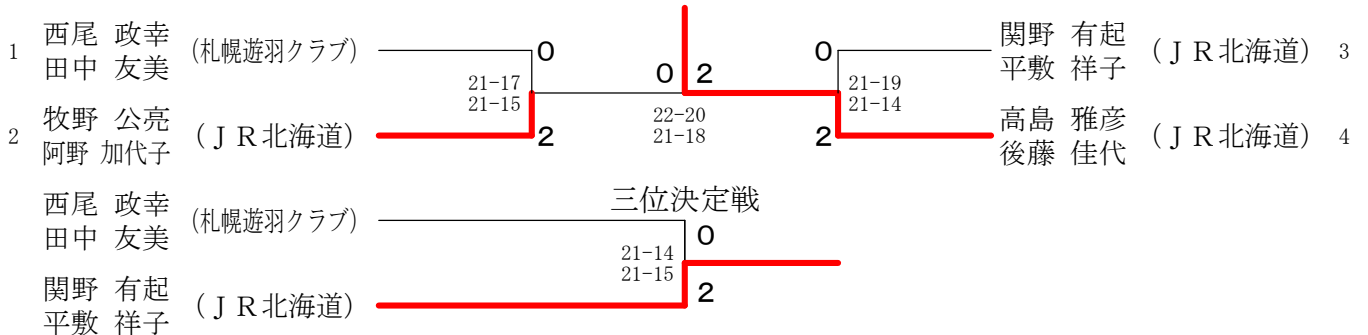 1 西尾 政幸 田中 友美 (札幌遊羽クラブ)
0
21-17
21-15
2 牧野 公亮 阿野 加代子 (ＪＲ北海道)
2
0 2
22-20
21-18
0
21-19
21-14
2
関野 有起 平敷 祥子 (ＪＲ北海道) 3
高島 雅彦 後藤 佳代 (ＪＲ北海道) 4
三位決定戦
西尾 政幸 田中 友美 (札幌遊羽クラブ)
0
21-14
21-15
2
関野 有起 平敷 祥子 (ＪＲ北海道)